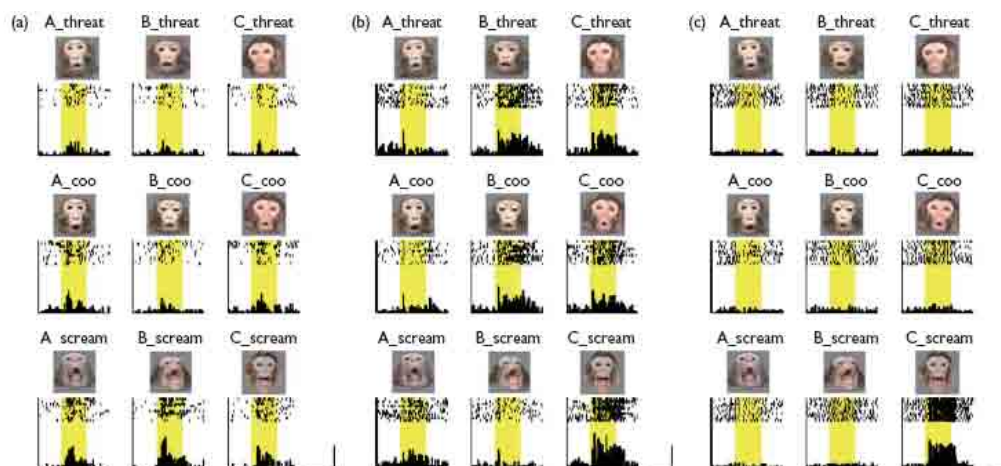 (a) A_threat B_threat C_threat (b) A_threat B_threat C_threat (c) A_threat B_threat C_threat
A_coo B_coo C_coo A_coo B_coo C_coo A_coo B_coo C_coo
A_scream B_scream C_scream A_scream B_scream C_scream A_scream B_scream C_scream